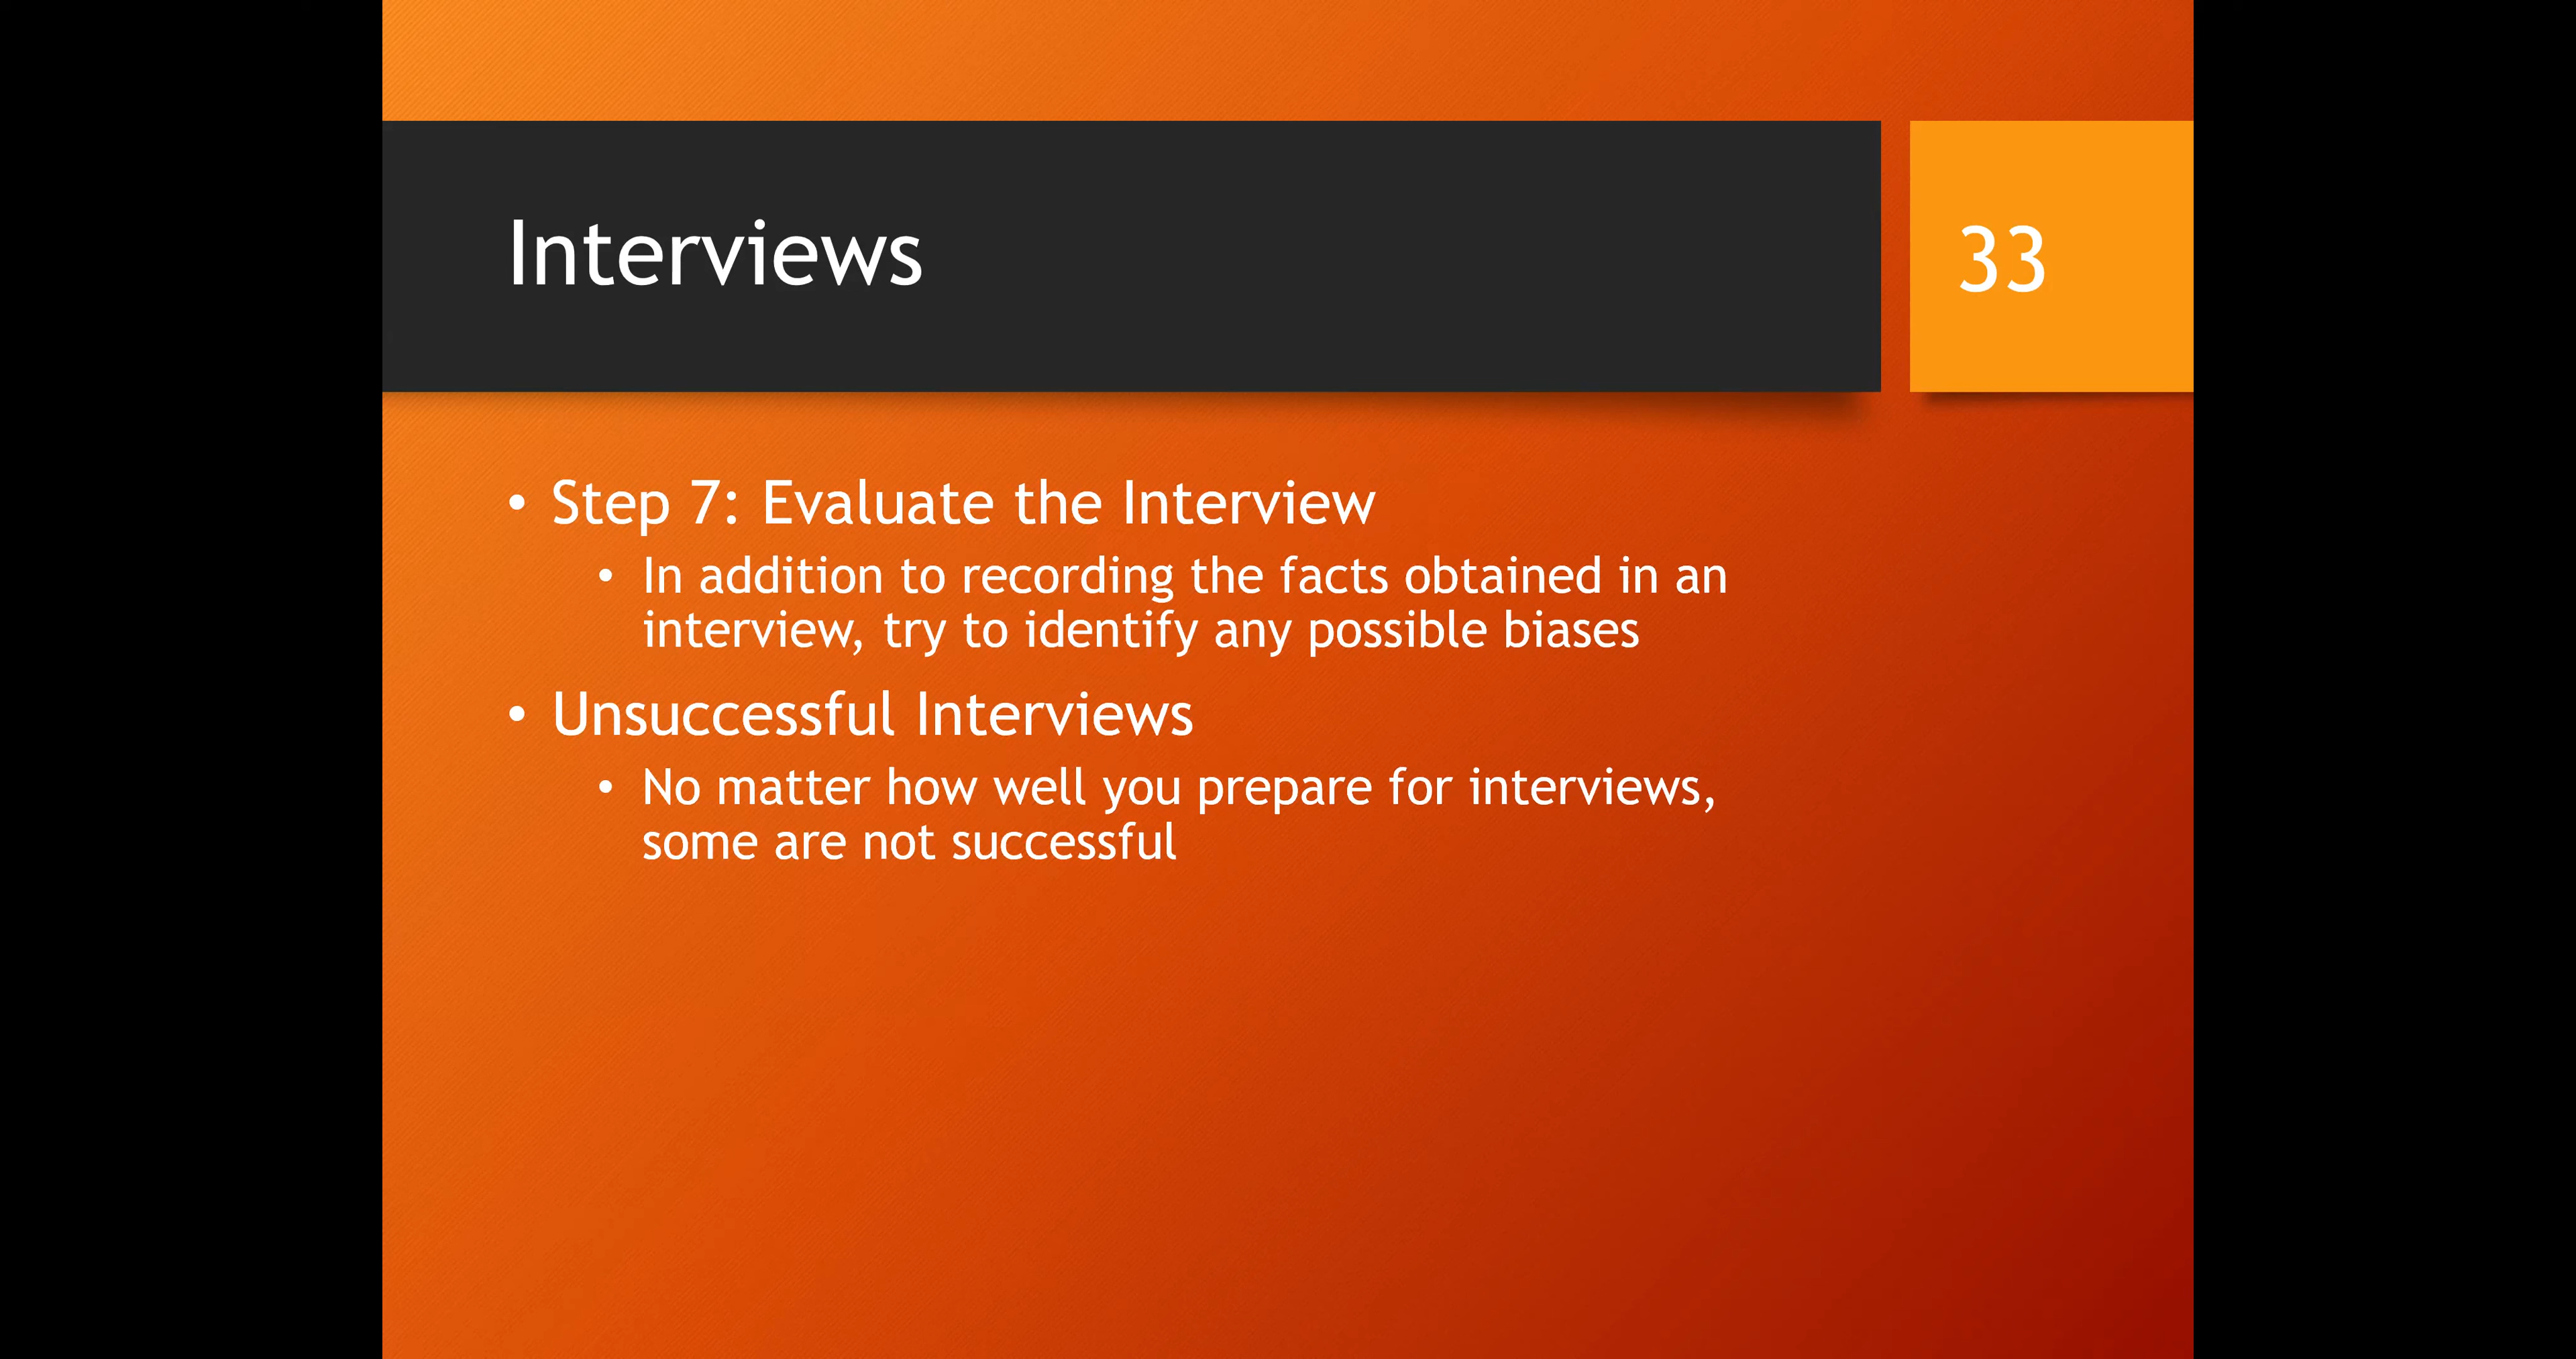 Interviews
33
• Step 7: Evaluate the Interview
• In addition to recording the facts obtained in an
interview, try to identify any possible biases
• Unsuccessful Interviews
• No matter how well you prepare for interviews,
some are not successful